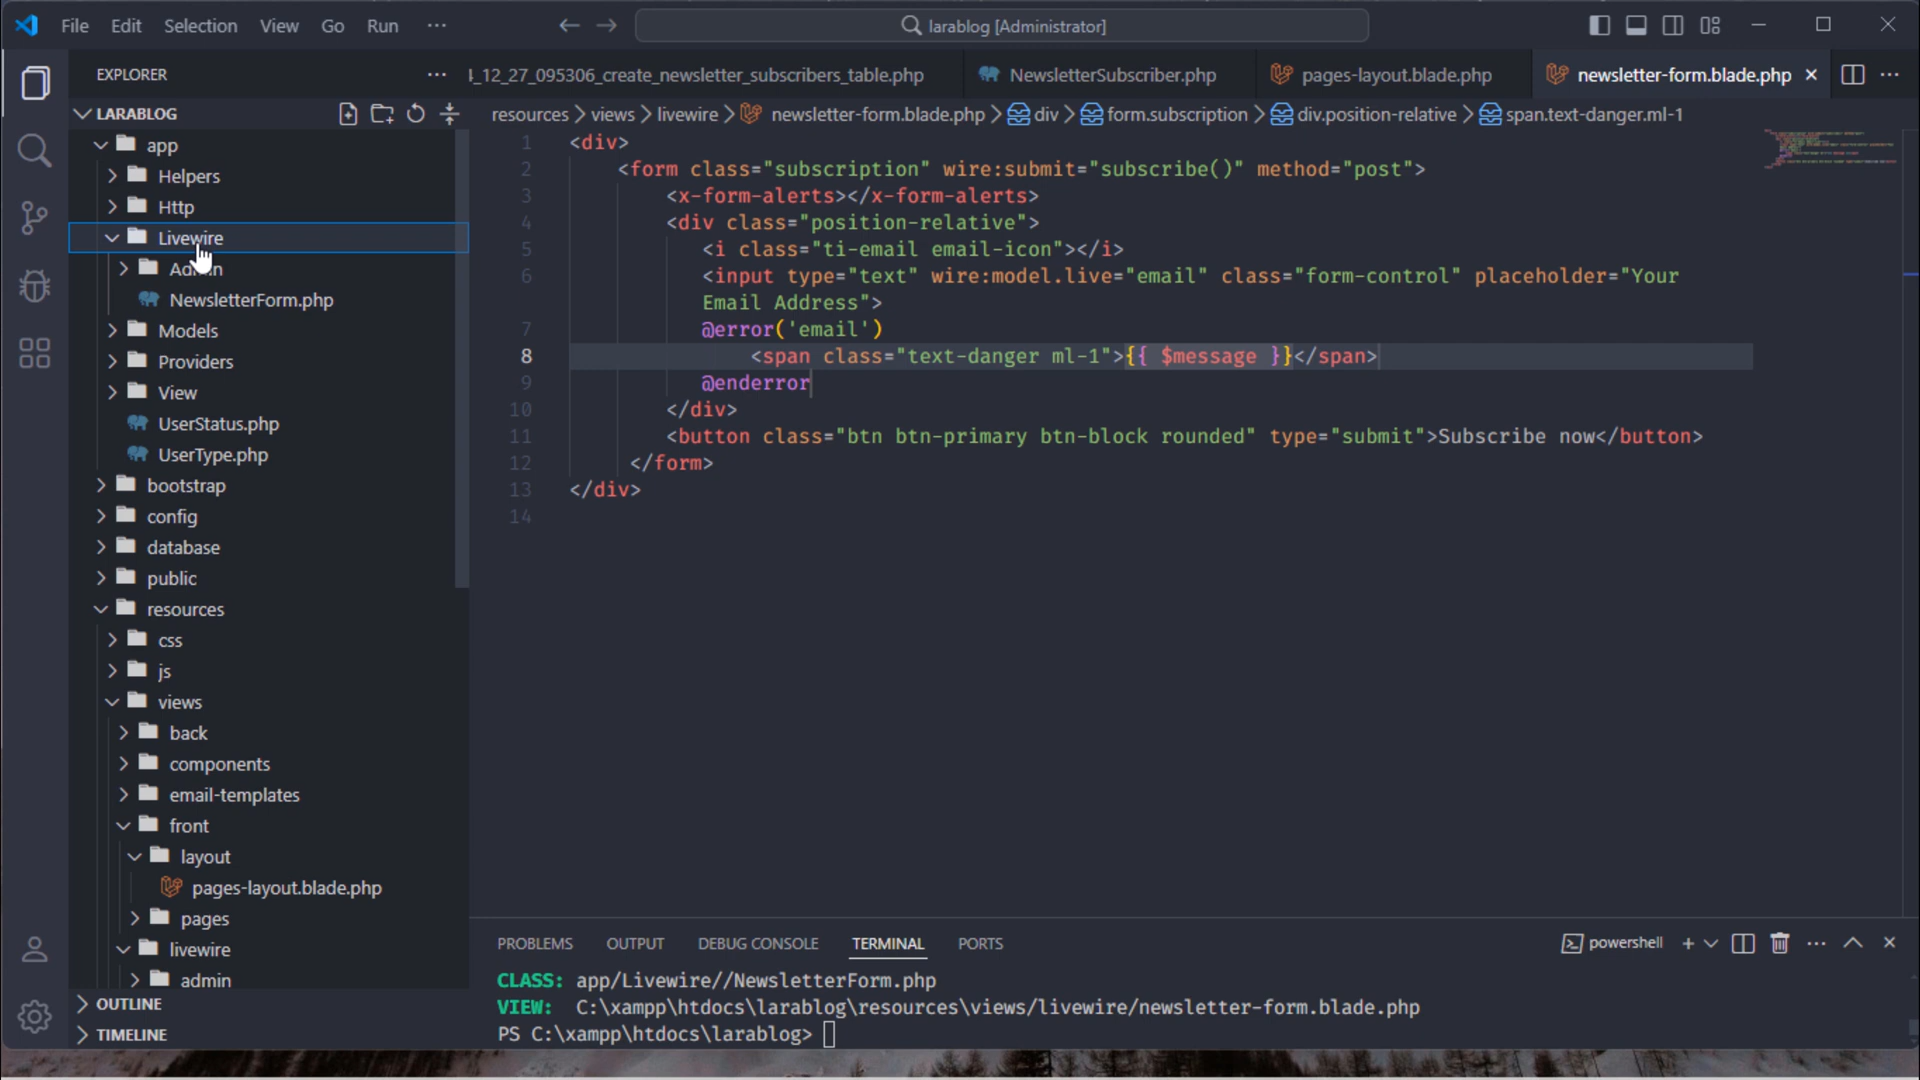 File Edit Selection View Go Run ···
larablog [Administrator]
EXPLORER
_12_27_095306_create_newsletter_subscribers_table.php NewsletterSubscriber.php pages-layout.blade.php newsletter-form.blade.php
LARABLOG
resources > views > livewire > newsletter-form.blade.php > div > form.subscription > div.position-relative > span.text-danger.ml-1
app
Helpers
Http
Livewire
Admin
NewsletterForm.php
Models
Providers
View
UserStatus.php
UserType.php
bootstrap
config
database
public
resources
css
js
views
back
components
email-templates
front
layout
pages-layout.blade.php
pages
livewire
admin
OUTLINE
TIMELINE
1 <div>
2 <form class="subscription" wire:submit="subscribe()" method="post">
3 <x-form-alerts></x-form-alerts>
4 <div class="position-relative">
5 <i class="ti-email email-icon"></i>
6 <input type="text" wire:model.live="email" class="form-control" placeholder="Your
Email Address">
7 @error('email')
8 <span class="text-danger ml-1">{{ $message }}</span>
9 @enderror
10 </div>
11 <button class="btn btn-primary btn-block rounded" type="submit">Subscribe now</button>
12 </form>
13 </div>
14
PROBLEMS OUTPUT DEBUG CONSOLE TERMINAL PORTS
powershell
CLASS: app/Livewire//NewsletterForm.php
VIEW: C:\xampp\htdocs\larablog\resources\views/livewire/newsletter-form.blade.php
PS C:\xampp\htdocs\larablog>